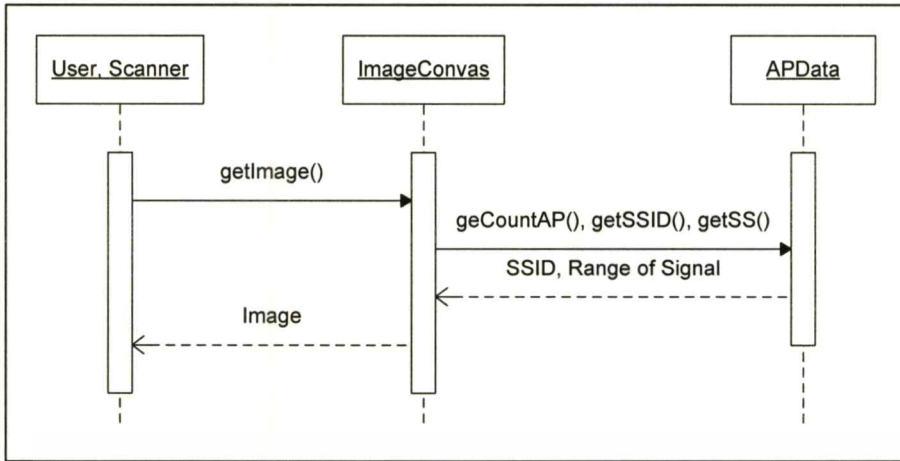 User, Scanner
ImageConvas
APData
getImage()
geCountAP(), getSSID(), getSS()
SSID, Range of Signal
Image